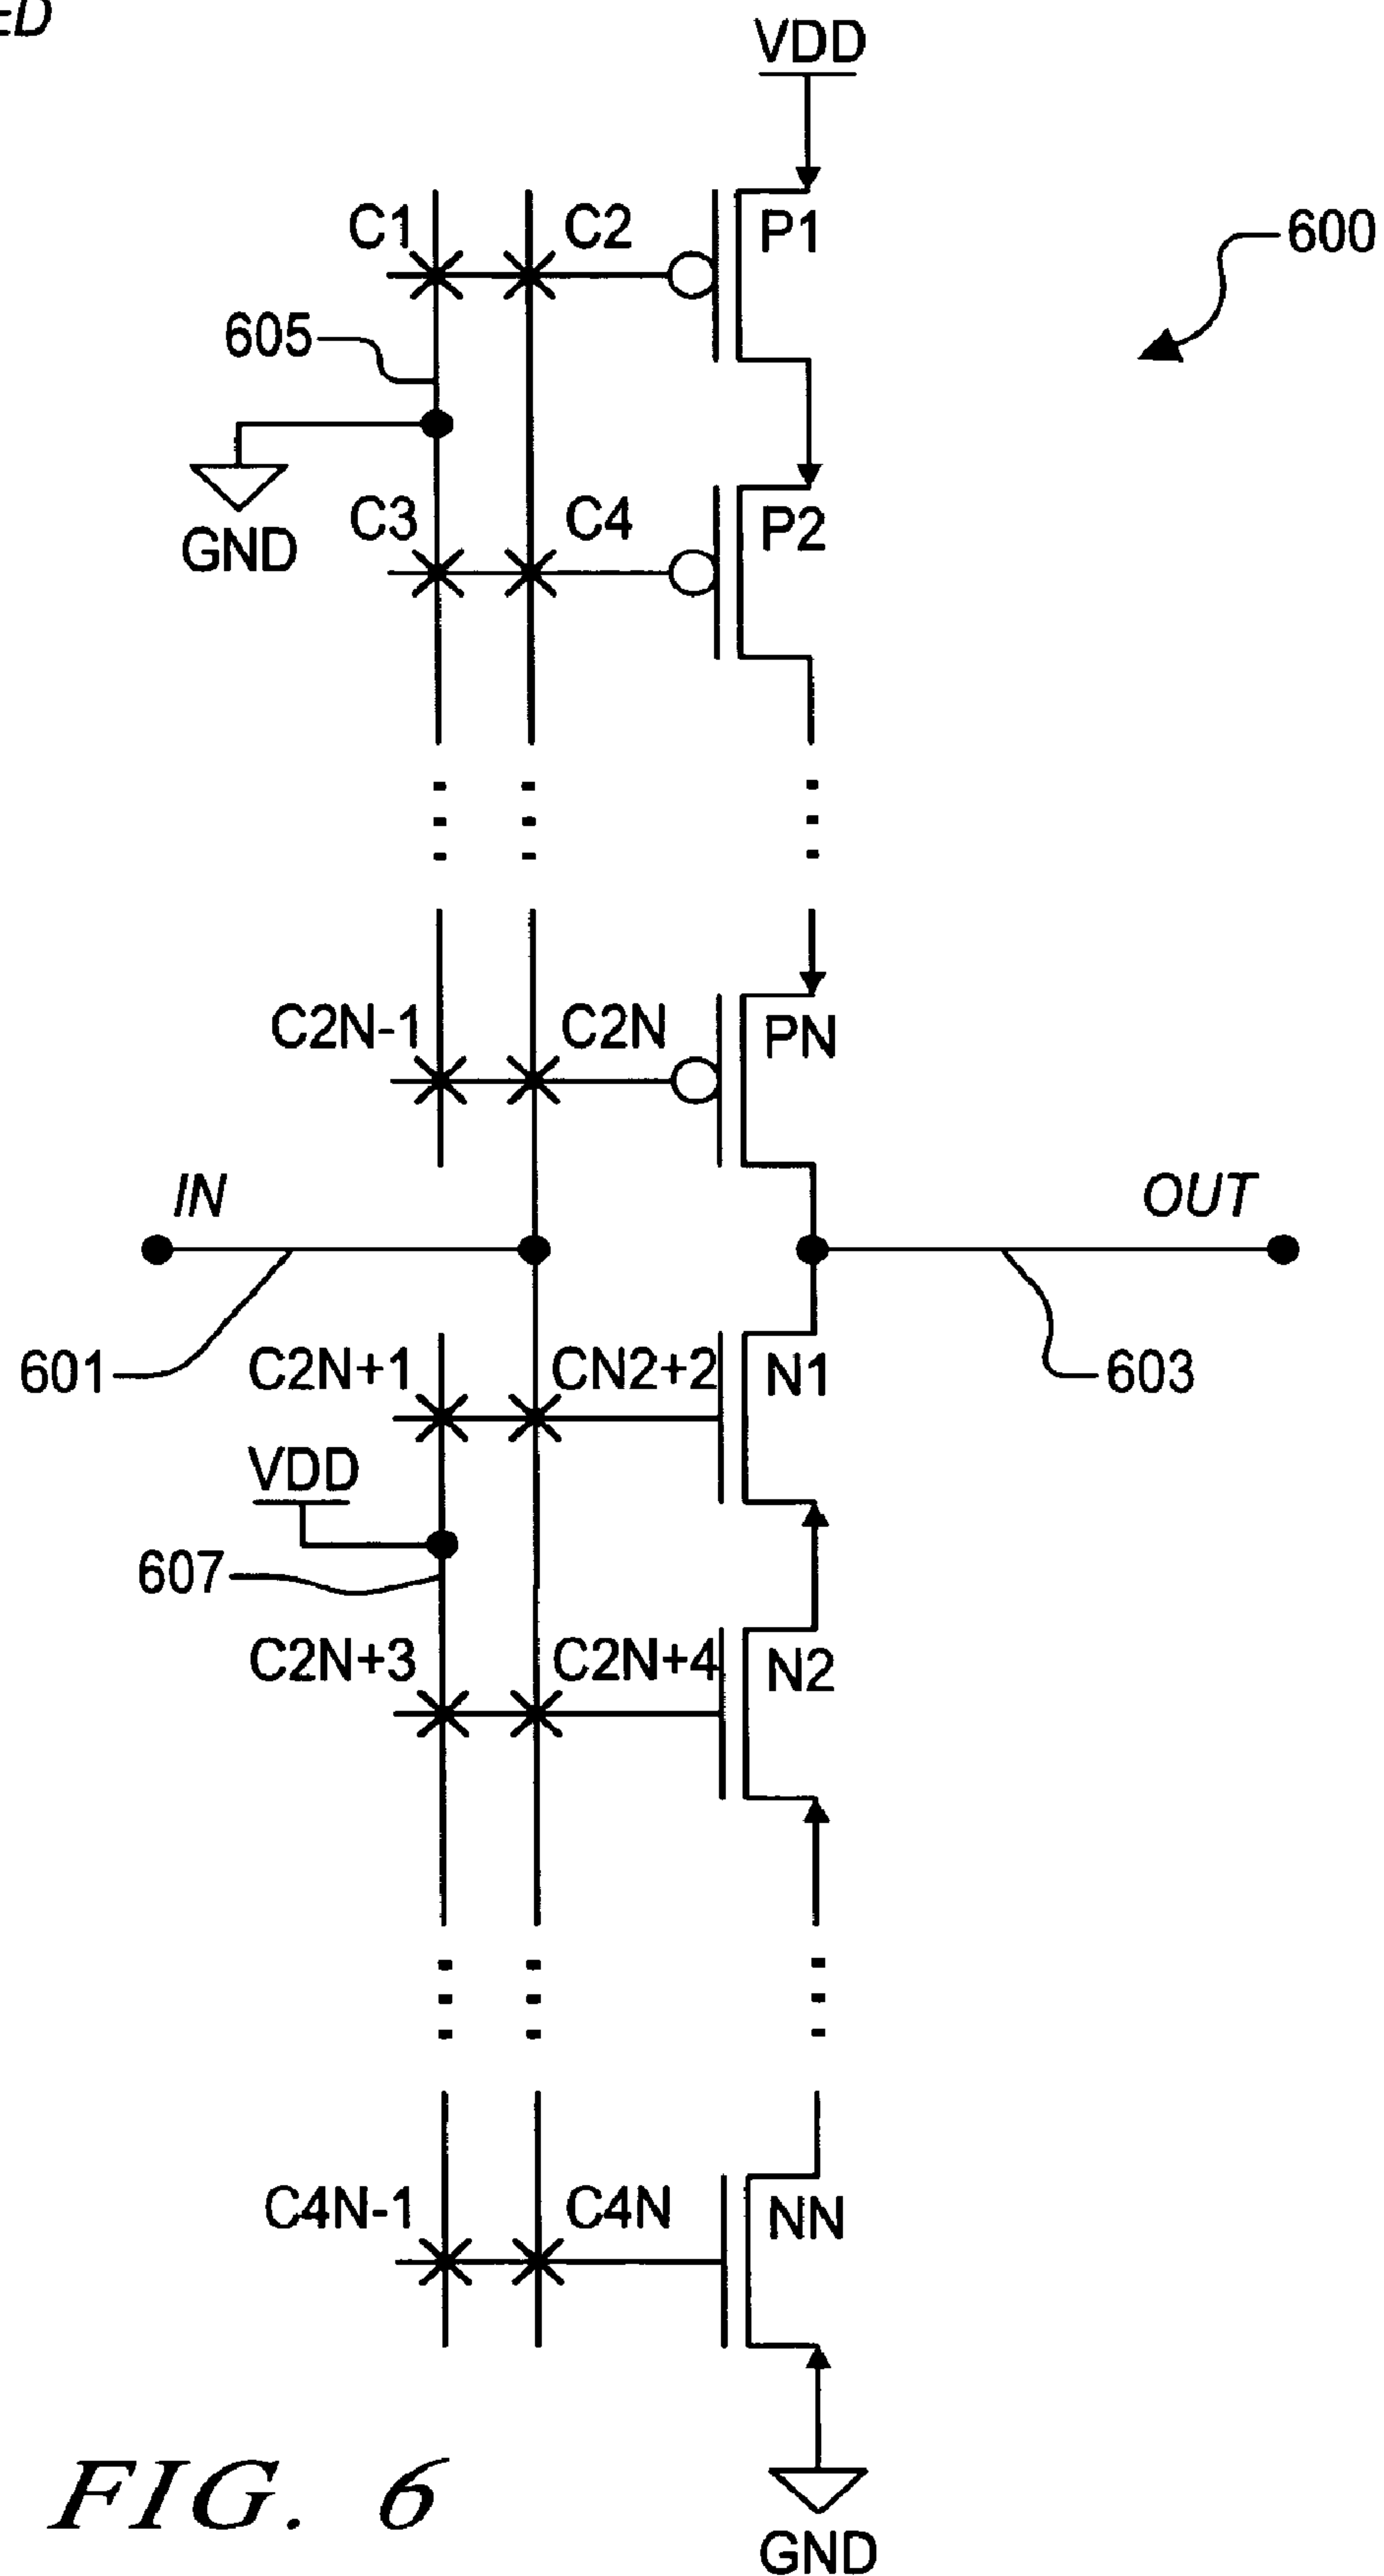 VDD
C1 C2 P1 600
605
GND
C3 C4 P2
C2N-1 C2N PN
IN OUT
601 603
C2N+1 CN2+2 N1
VDD
607
C2N+3 C2N+4 N2
C4N-1 C4N NN
FIG. 6
GND